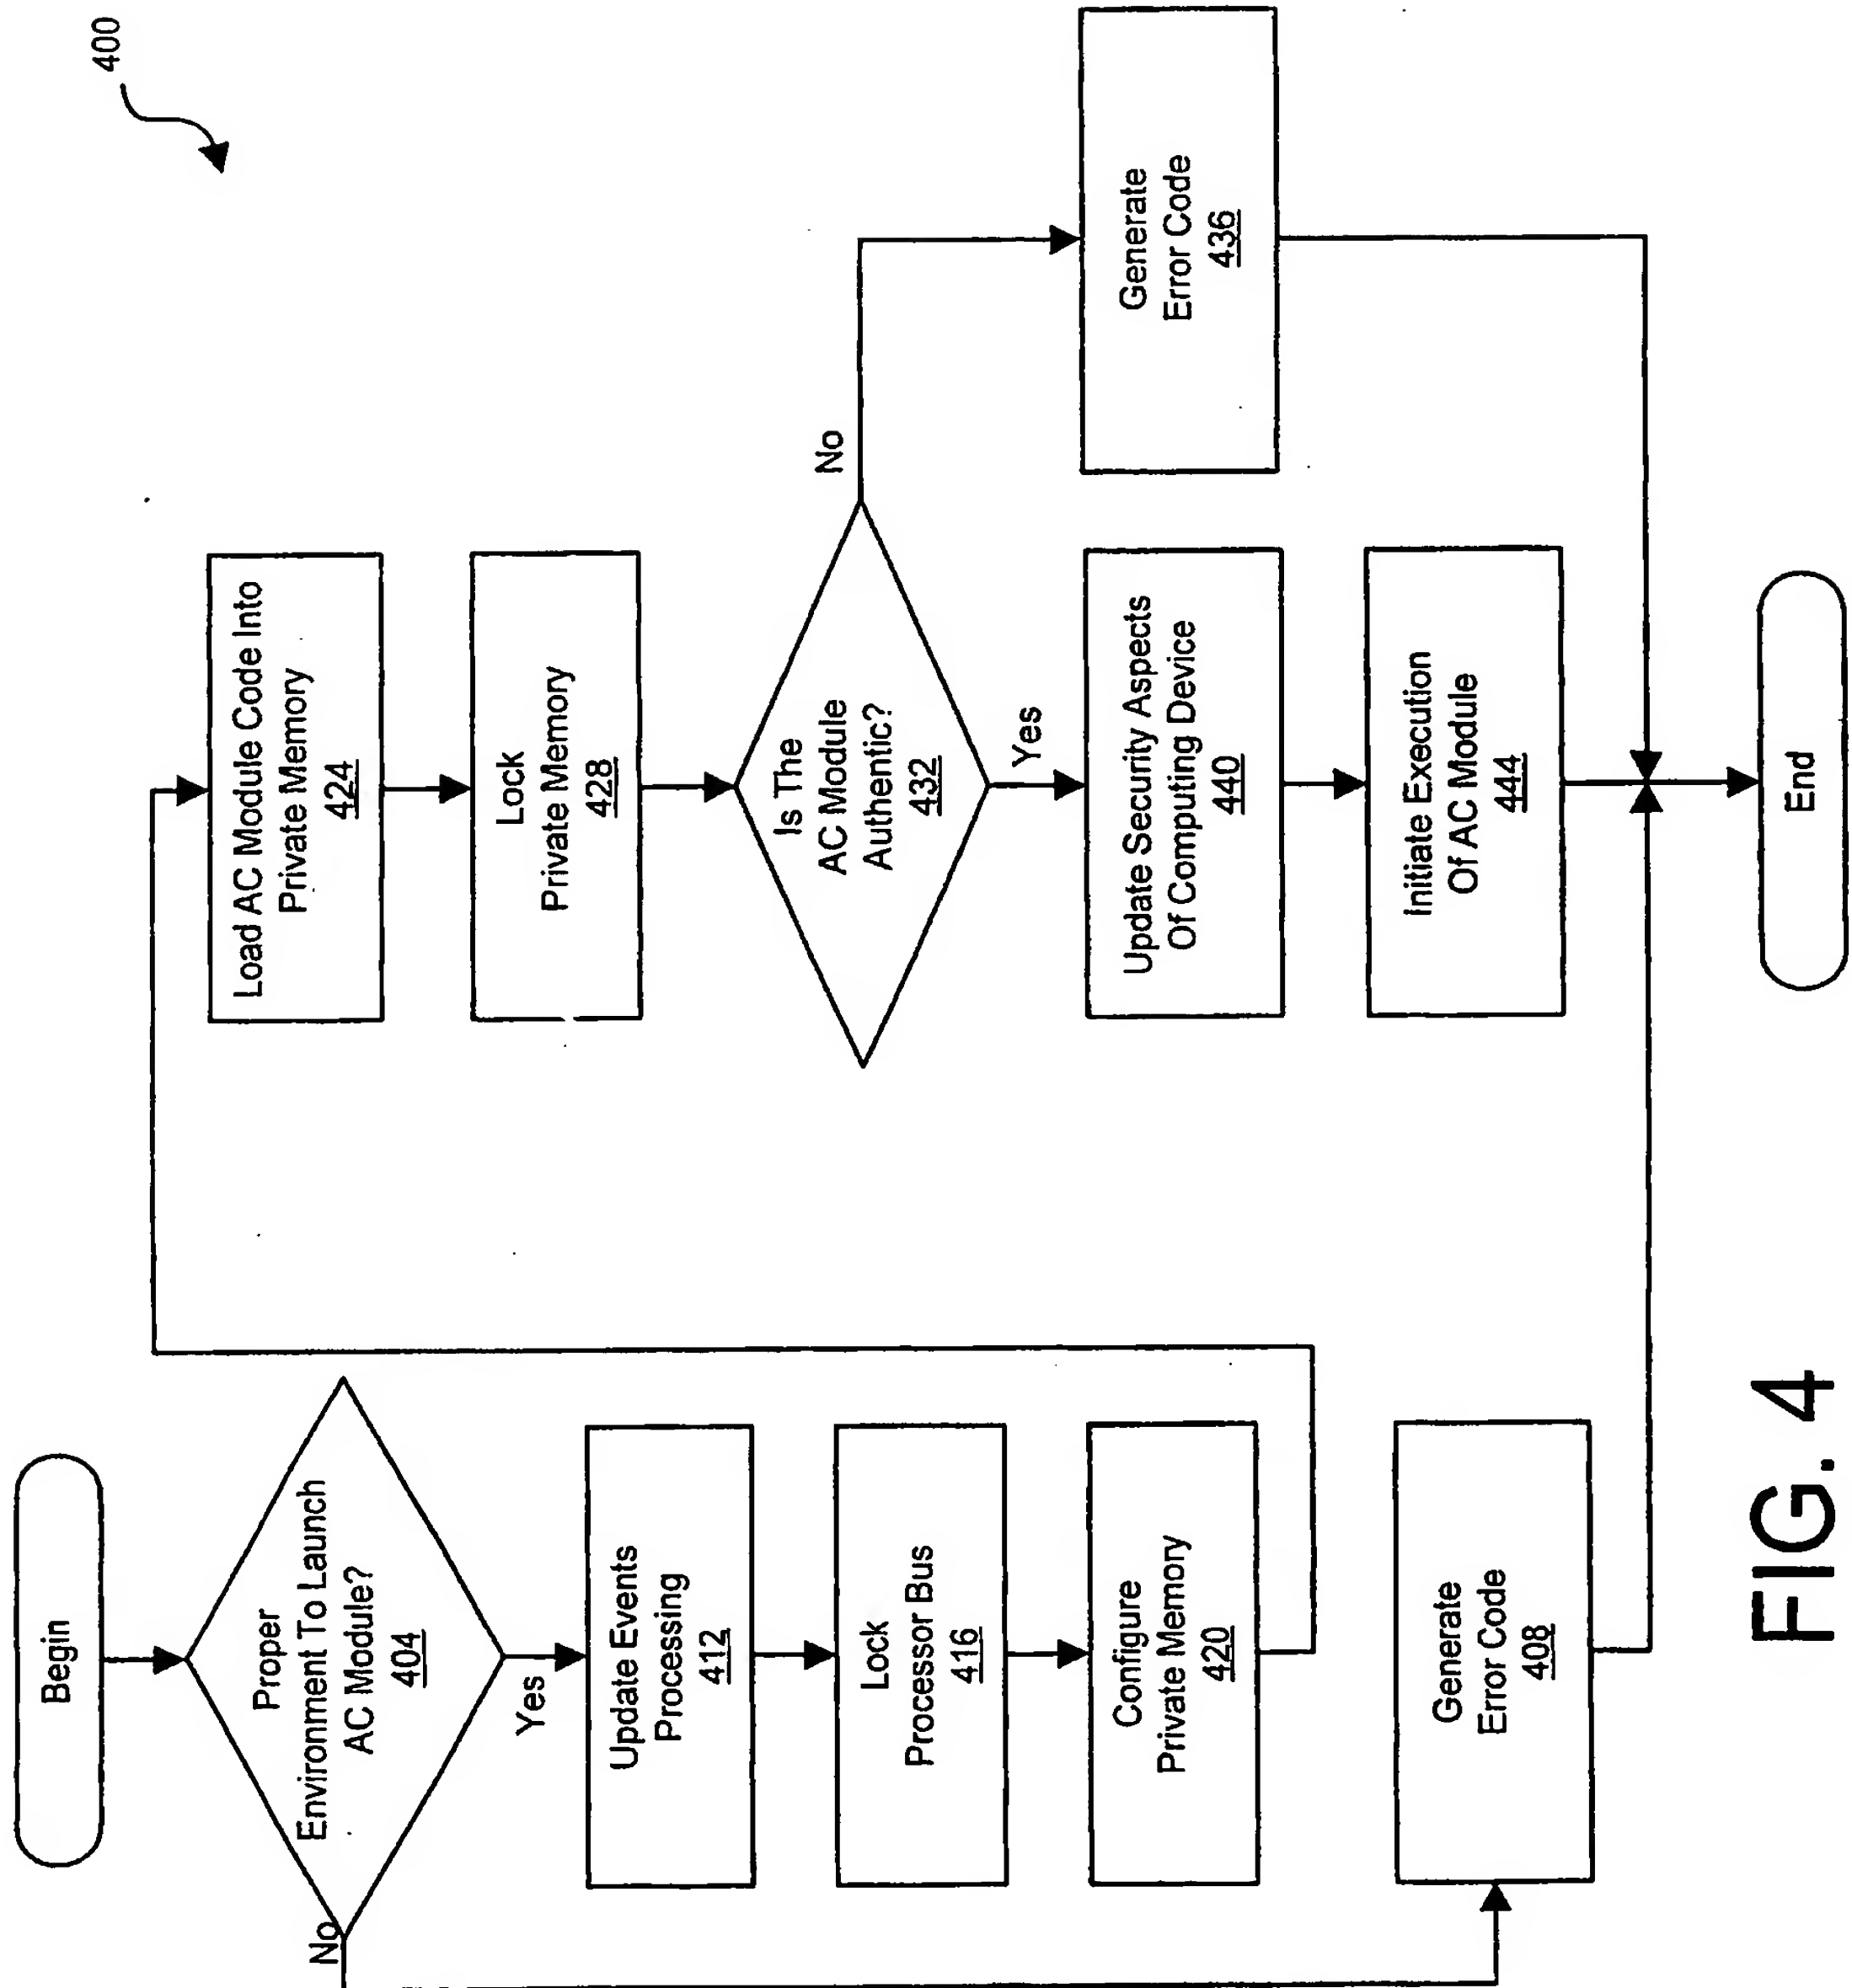 400
Begin
Proper
Environment To Launch
AC Module?
404
No
Yes
Update Events
Processing
412
Lock
Processor Bus
416
Configure
Private Memory
420
Generate
Error Code
408
Load AC Module Code Into
Private Memory
424
Lock
Private Memory
428
Is The
AC Module
Authentic?
432
No
Yes
Generate
Error Code
436
Update Security Aspects
Of Computing Device
440
Initiate Execution
Of AC Module
444
End
FIG. 4